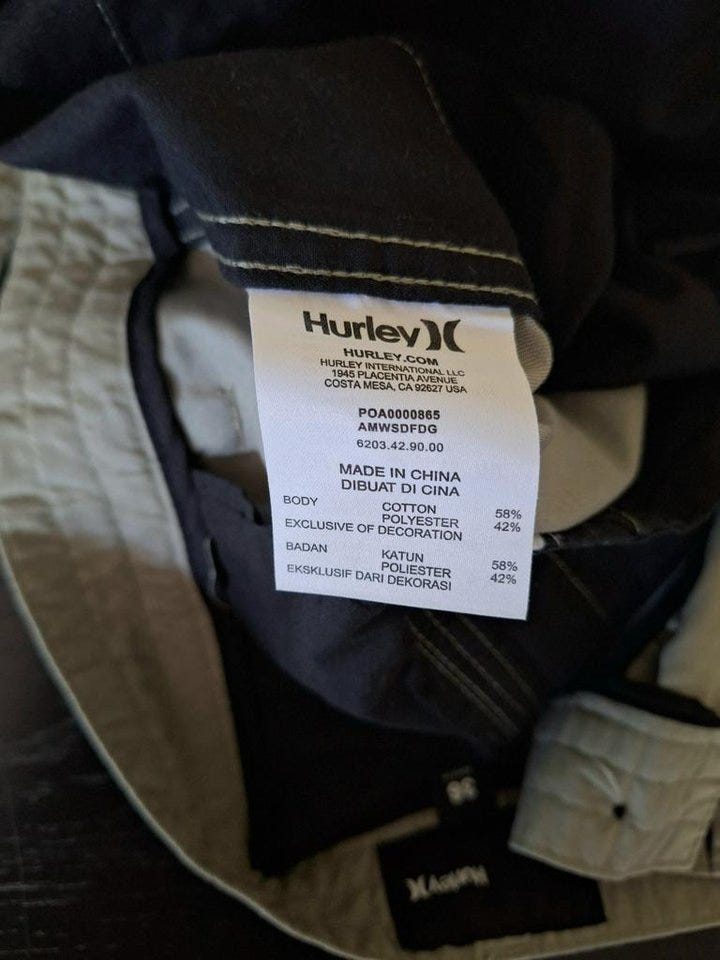 Hurley
HURLEY.COM
HURLEY INTERNATIONAL LLC
1945 PLACENTIA AVENUE
COSTA MESA, CA 92627 USA
POA0000865
AMWSDFDG
6203.42.90.00
MADE IN CHINA
DIBUAT DI CINA
BODY COTTON 58%
POLYESTER 42%
EXCLUSIVE OF DECORATION
BADAN KATUN 58%
POLIESTER 42%
EKSKLUSIF DARI DEKORASI
Hurley